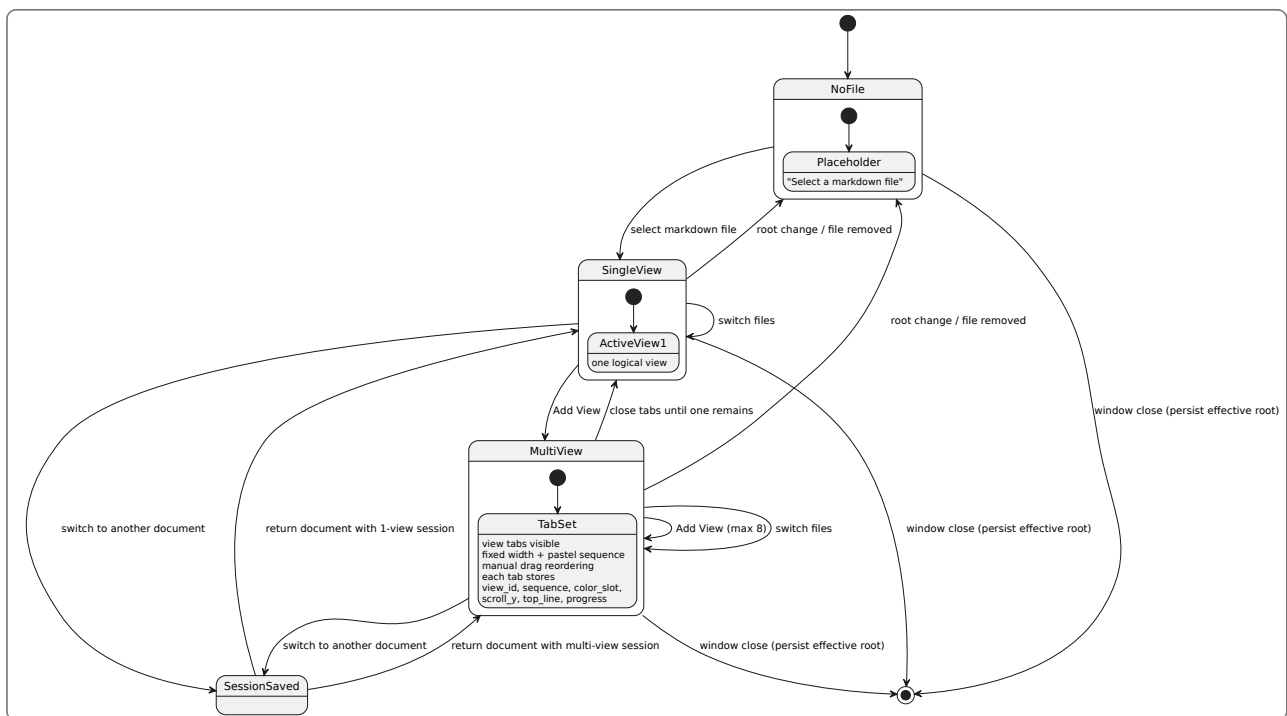 NoFile
Placeholder
"Select a markdown file"
select markdown file
root change / file removed
SingleView
switch files
root change / file removed
ActiveView1
one logical view
Add View
close tabs until one remains
window close (persist effective root)
MultiView
TabSet
view tabs visible
fixed width + pastel sequence
manual drag reordering
each tab stores
view_id, sequence, color_slot,
scroll_y, top_line, progress
switch to another document
return document with 1-view session
Add View (max 8)
switch files
window close (persist effective root)
switch to another document
return document with multi-view session
window close (persist effective root)
SessionSaved